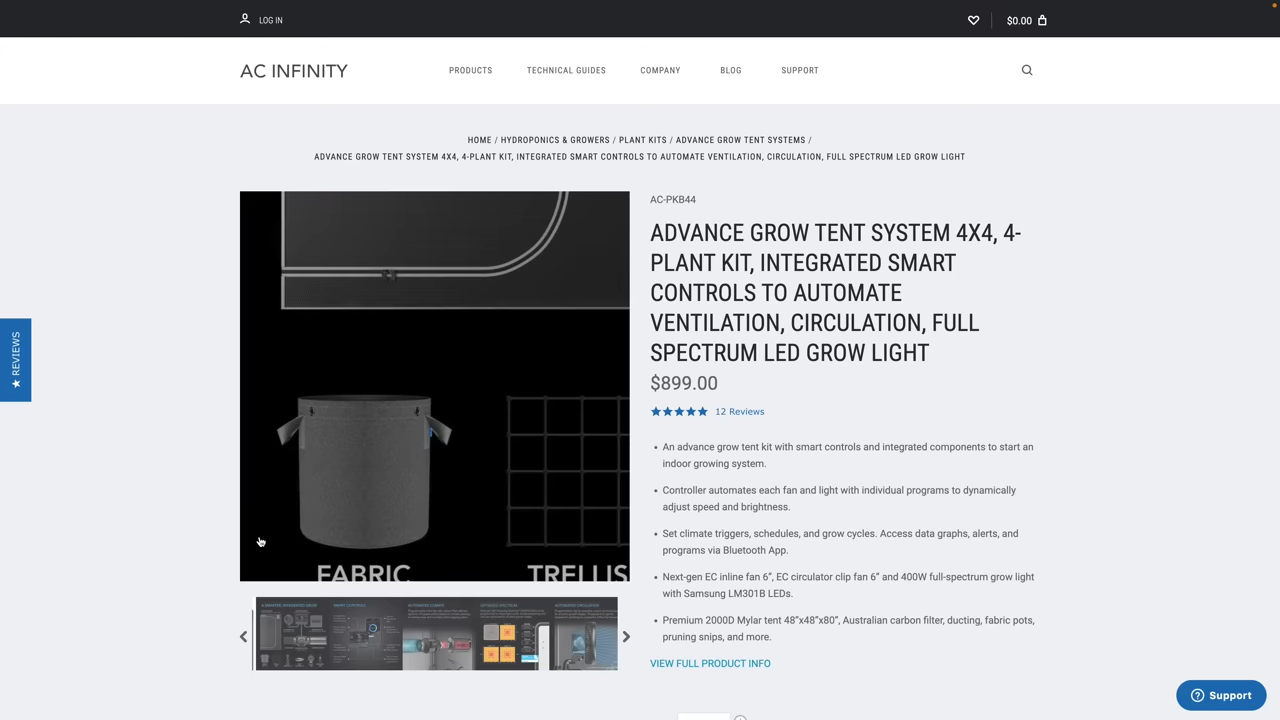 LOG IN
$0.00
AC INFINITY
PRODUCTS
TECHNICAL GUIDES
COMPANY
BLOG
SUPPORT
HOME / HYDROPONICS & GROWERS / PLANT KITS / ADVANCE GROW TENT SYSTEMS /
ADVANCE GROW TENT SYSTEM 4X4, 4-PLANT KIT, INTEGRATED SMART CONTROLS TO AUTOMATE VENTILATION, CIRCULATION, FULL SPECTRUM LED GROW LIGHT
FABRIC
TRELLIS
AC-PKB44
ADVANCE GROW TENT SYSTEM 4X4, 4-
PLANT KIT, INTEGRATED SMART
CONTROLS TO AUTOMATE
VENTILATION, CIRCULATION, FULL
SPECTRUM LED GROW LIGHT
$899.00
12 Reviews
• An advance grow tent kit with smart controls and integrated components to start an
indoor growing system.
• Controller automates each fan and light with individual programs to dynamically
adjust speed and brightness.
• Set climate triggers, schedules, and grow cycles. Access data graphs, alerts, and
programs via Bluetooth App.
• Next-gen EC inline fan 6", EC circulator clip fan 6" and 400W full-spectrum grow light
with Samsung LM301B LEDs.
• Premium 2000D Mylar tent 48"x48"x80", Australian carbon filter, ducting, fabric pots,
pruning snips, and more.
VIEW FULL PRODUCT INFO
★ REVIEWS
Support